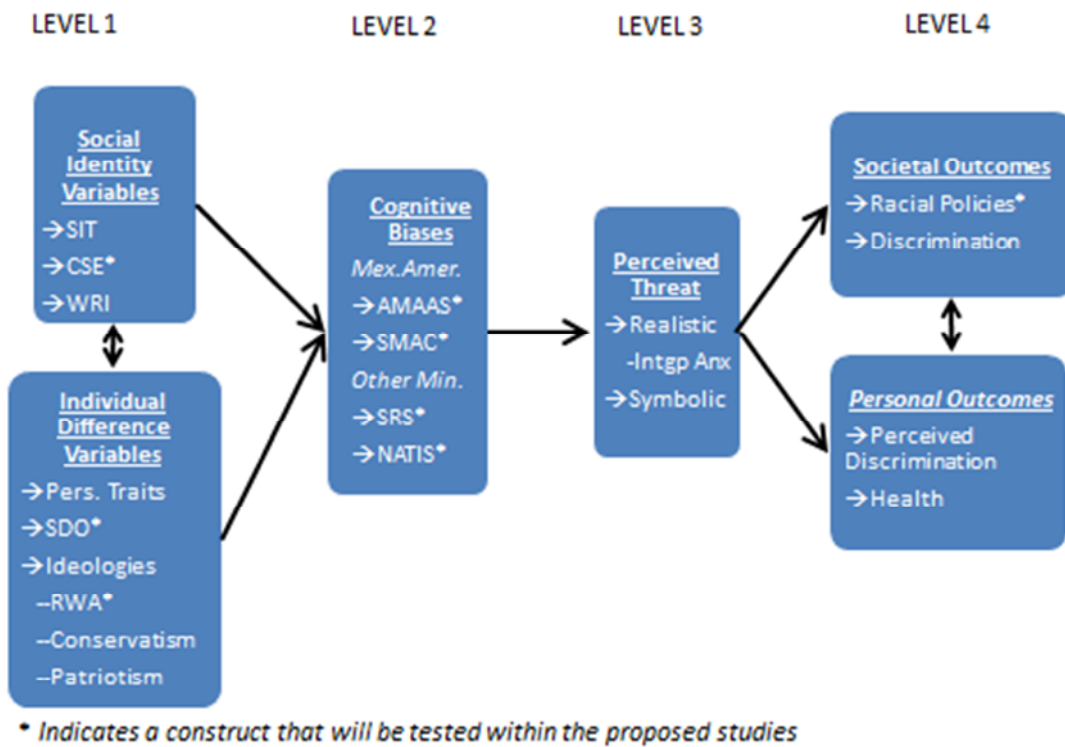 LEVEL 1
LEVEL 2
LEVEL 3
LEVEL 4
Social
Identity
Variables
→SIT
→CSE*
→WRI
Individual
Difference
Variables
→Pers. Traits
→SDO*
→Ideologies
--RWA*
--Conservatism
--Patriotism
Cognitive
Biases
Mex.Amer.
→AMAAS*
→SMAC*
Other Min.
→SRS*
→NATIS*
Perceived
Threat
→Realistic
-Intgp Anx
→Symbolic
Societal Outcomes
→Racial Policies*
→Discrimination
Personal Outcomes
→Perceived
Discrimination
→Health
* Indicates a construct that will be tested within the proposed studies